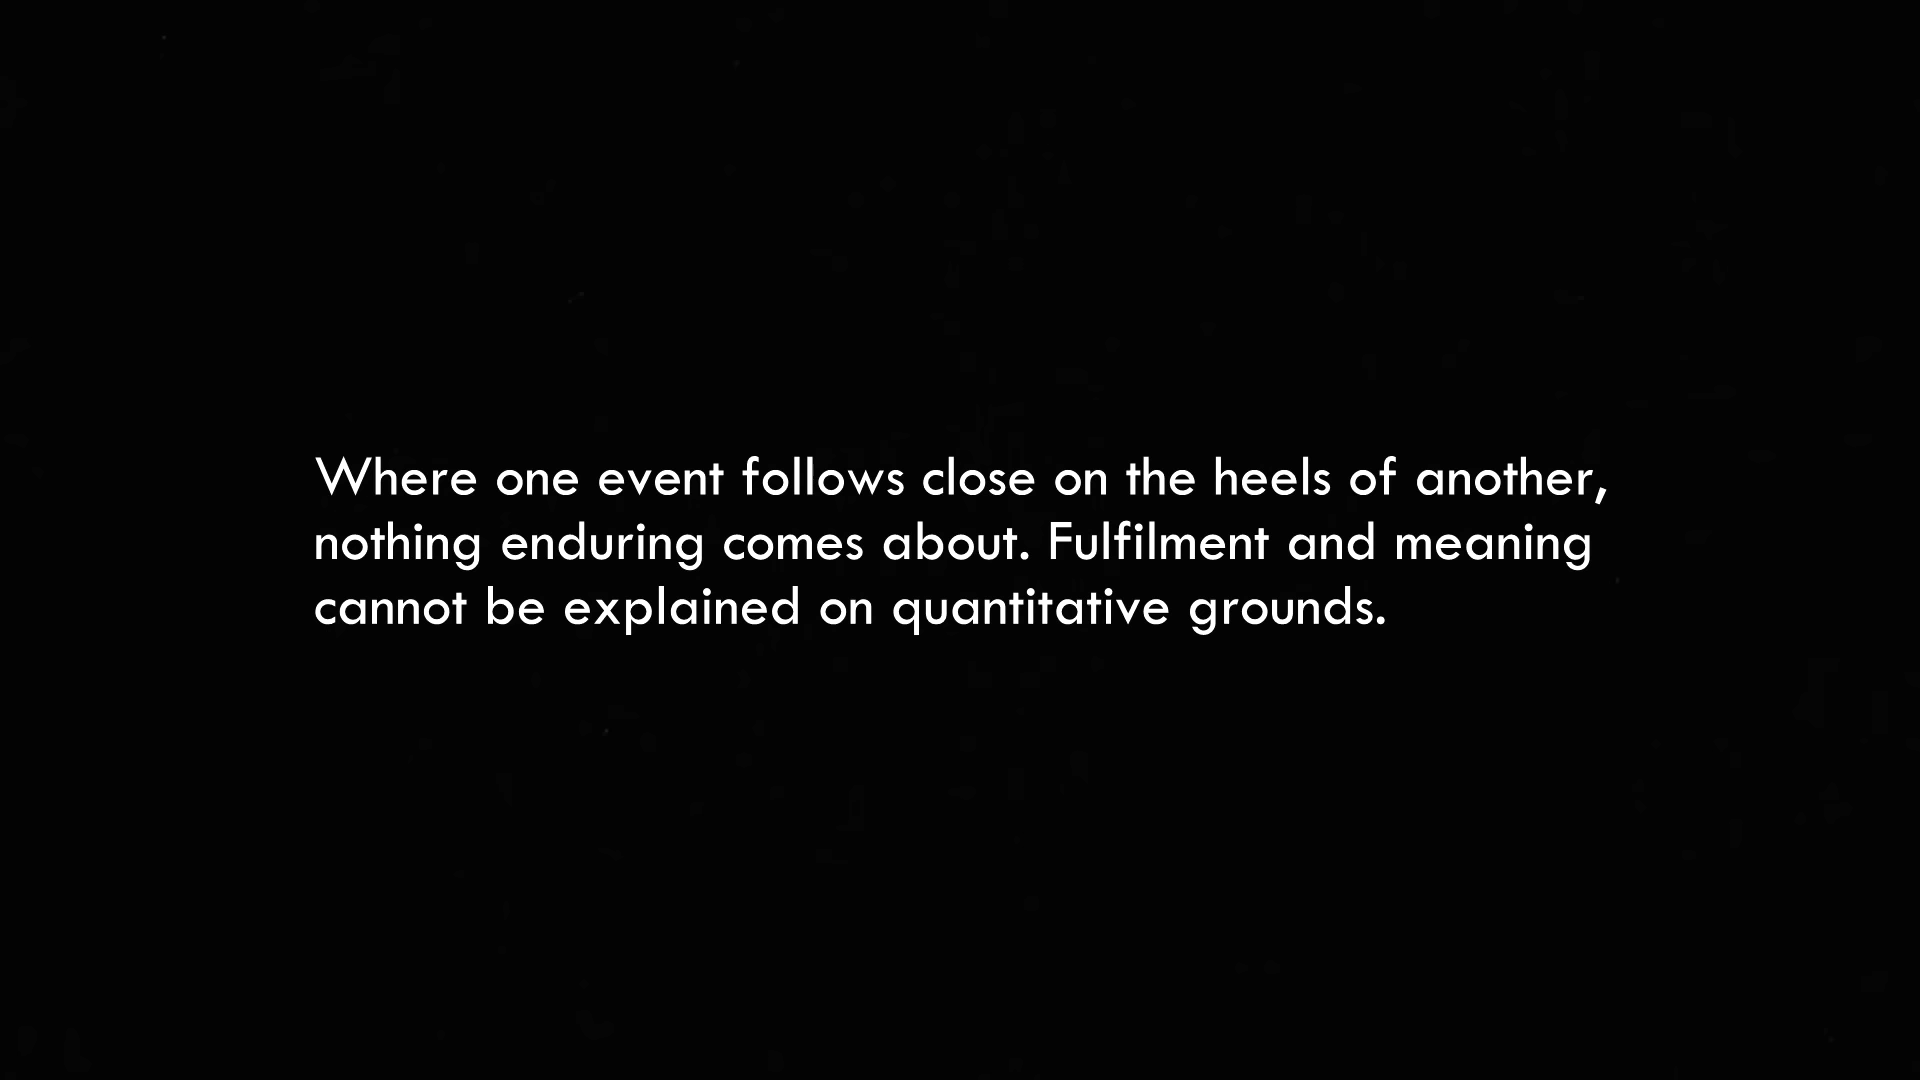 Where one event follows close on the heels of another,
nothing enduring comes about. Fulfilment and meaning
cannot be explained on quantitative grounds.